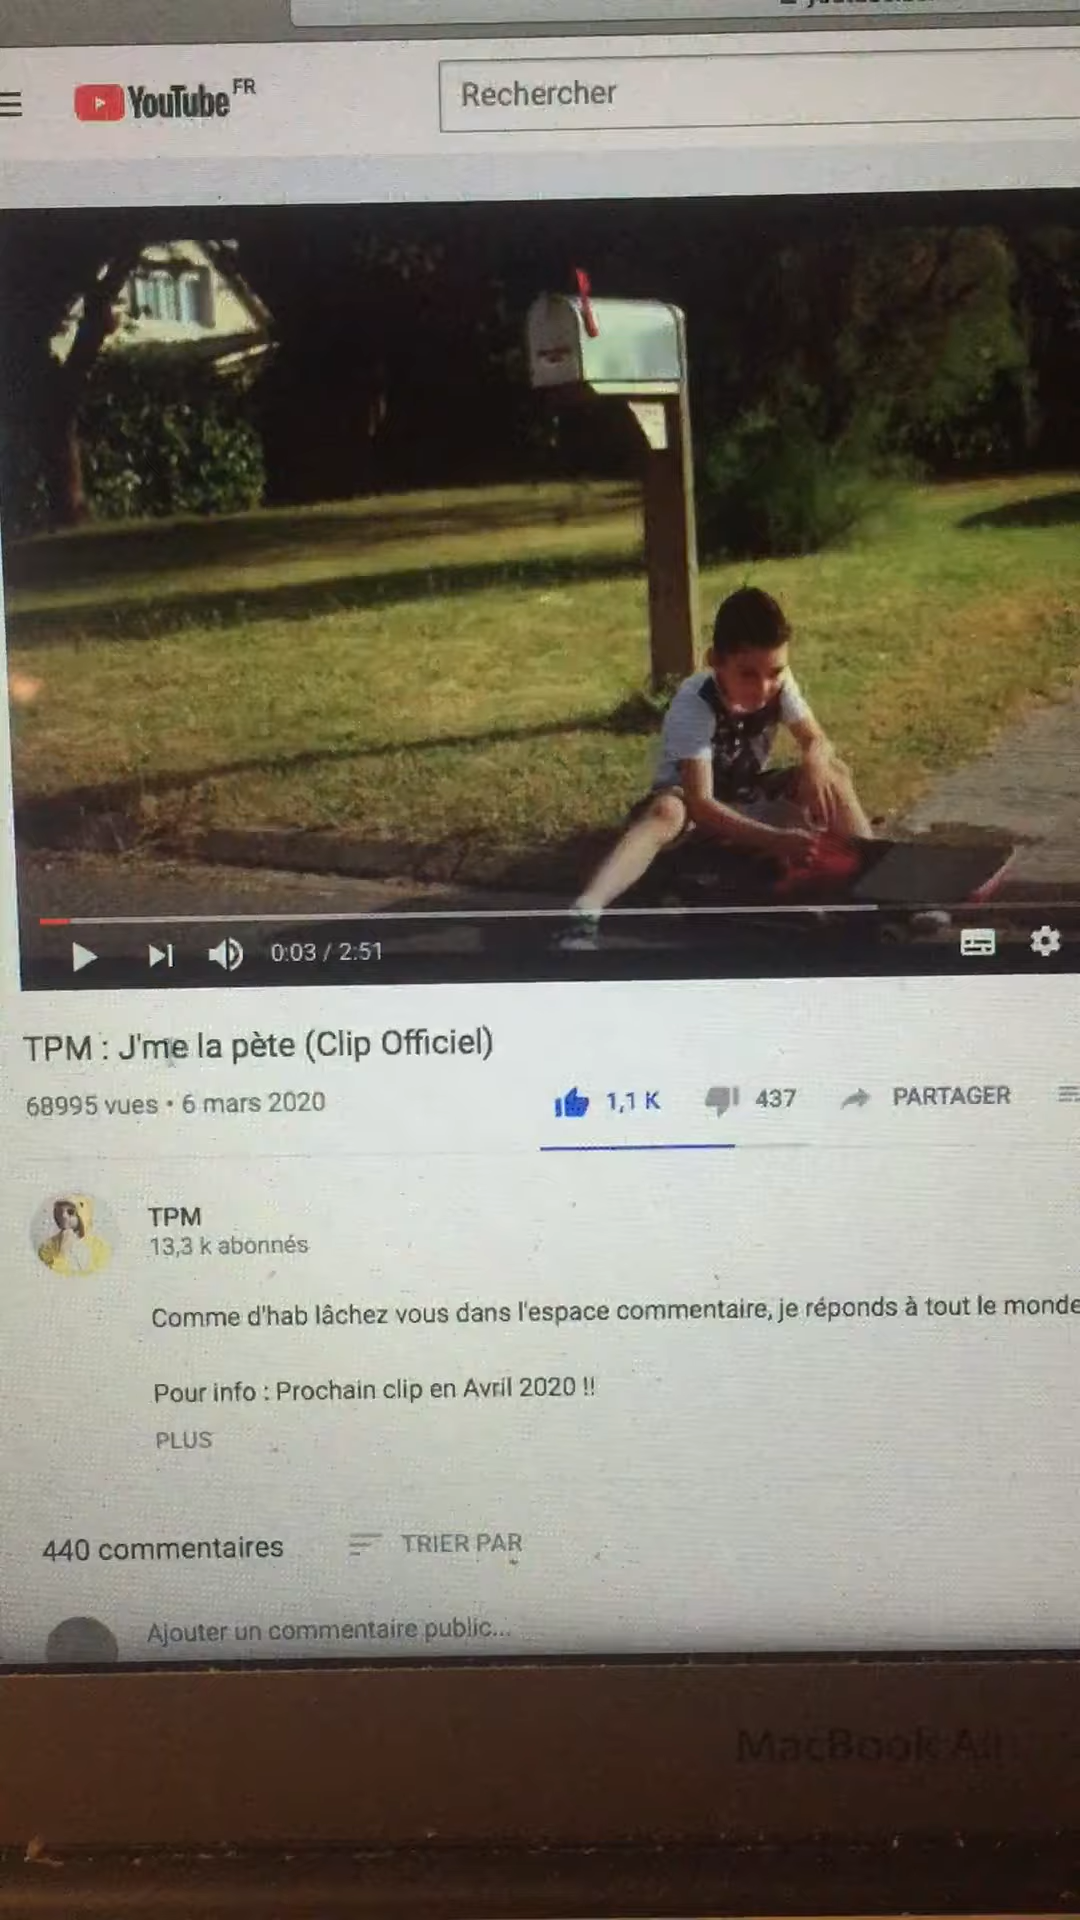 YouTube FR
Rechercher
0:03 / 2:51
TPM : J'me la pète (Clip Officiel)
68995 vues • 6 mars 2020
1,1 K
437
PARTAGER
TPM
13,3 k abonnés
Comme d'hab lâchez vous dans l'espace commentaire, je réponds à tout le monde
Pour info : Prochain clip en Avril 2020 !!
PLUS
440 commentaires
TRIER PAR
Ajouter un commentaire public...
MacBook Air